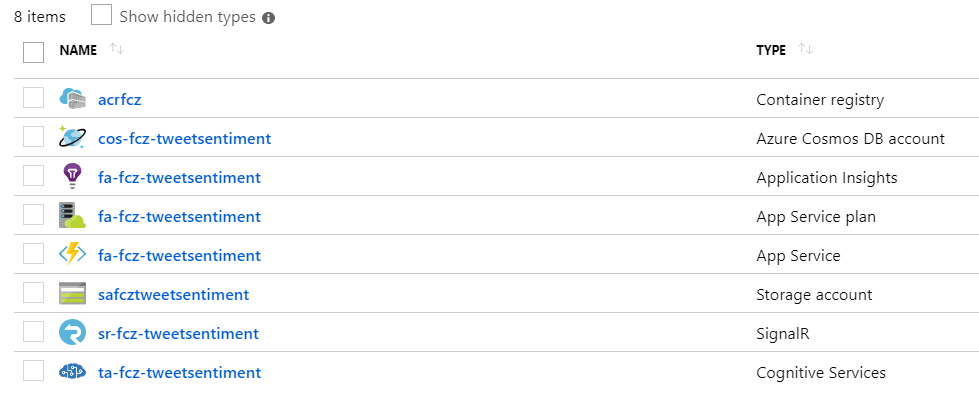 8 items Show hidden types
NAME TYPE
acrfcz Container registry
cos-fcz-tweetsentiment Azure Cosmos DB account
fa-fcz-tweetsentiment Application Insights
fa-fcz-tweetsentiment App Service plan
fa-fcz-tweetsentiment App Service
safcztweetsentiment Storage account
sr-fcz-tweetsentiment SignalR
ta-fcz-tweetsentiment Cognitive Services